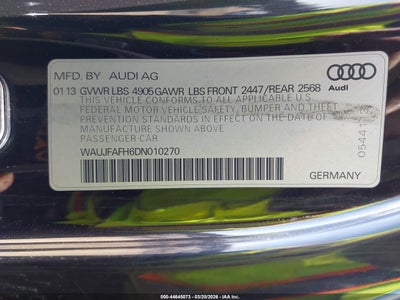 MFD. BY AUDI AG
01 13 GVWR LBS 4905 GAWR LBS FRONT 2447/REAR 2568
THIS VEHICLE CONFORMS TO ALL APPLICABLE U S
FEDERAL MOTOR VEHICLE SAFETY, BUMPER AND THEFT
PREVENTION STANDARDS IN EFFECT ON THE
DATE OF MANUFACTURE SHOWN ABOVE.
PASSENGER CAR
WAUJFAFH6DN010270
Audi
GERMANY
000-44645073 - 03/20/2026 - IAA Inc.